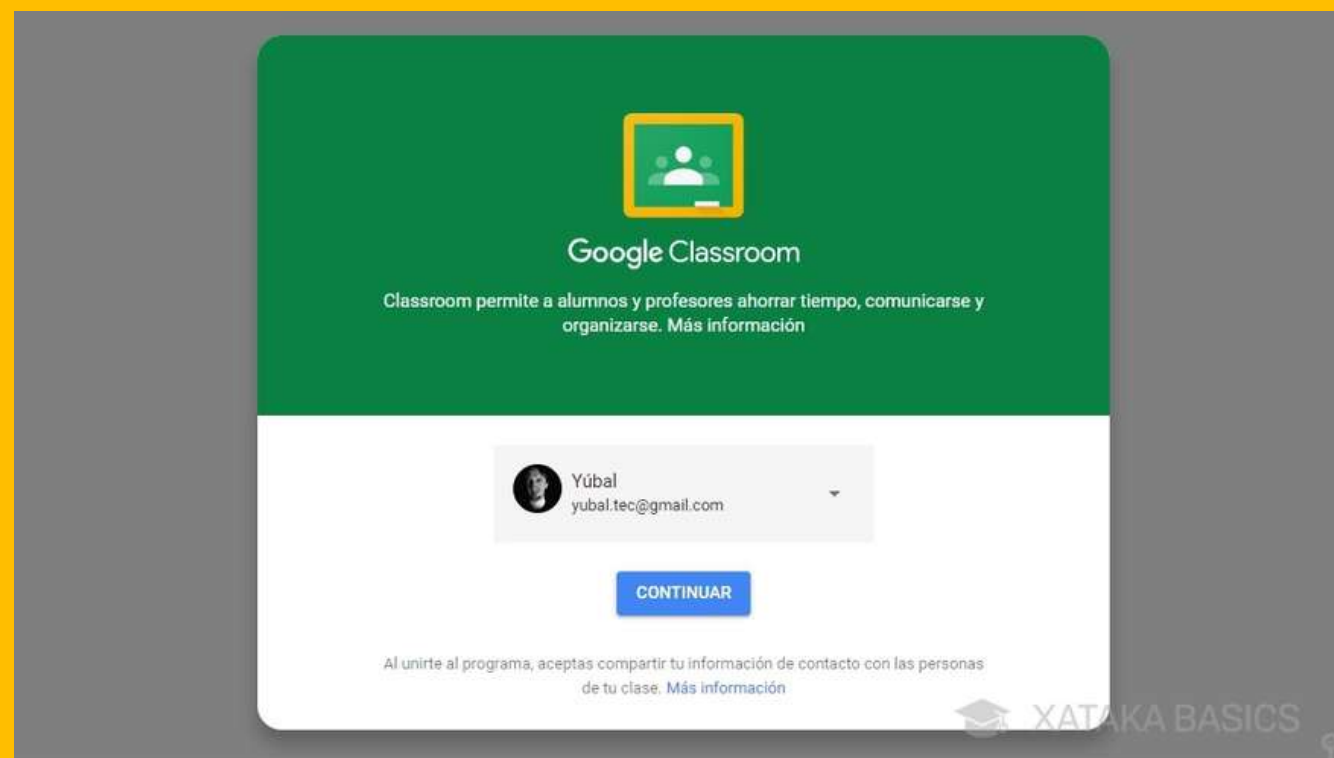 Google Classroom
Classroom permite a alumnos y profesores ahorrar tiempo, comunicarse y
organizarse. Más información
Yúbal
yubal.tec@gmail.com
CONTINUAR
Al unirte al programa, aceptas compartir tu información de contacto con las personas
de tu clase. Más información
XATAKA BASICS